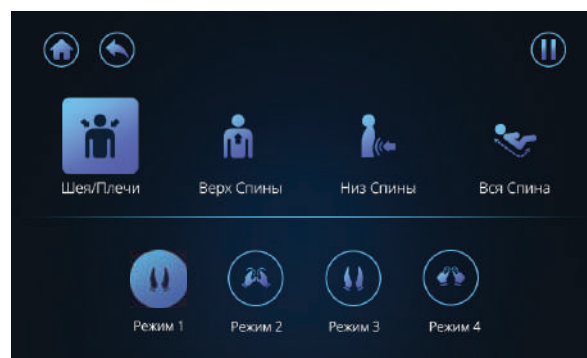 Шея/Плечи
Верх Спины
Низ Спины
Вся Спина
Режим 1
Режим 2
Режим 3
Режим 4